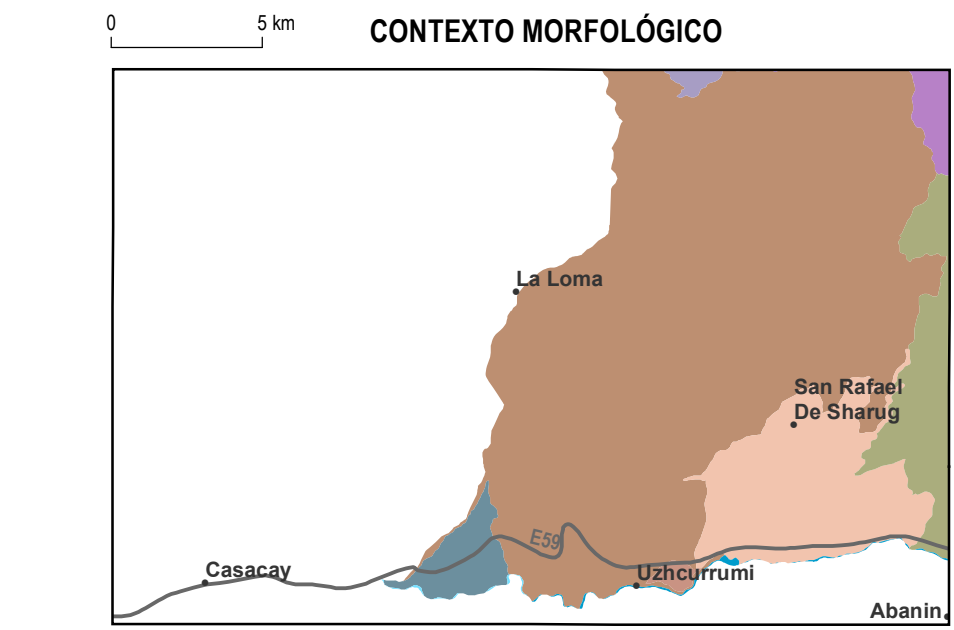 0 5 km
CONTEXTO MORFOLÓGICO
La Loma
San Rafael
De Sharug
E59
Casacay
Uzhcurrumi
Abanin